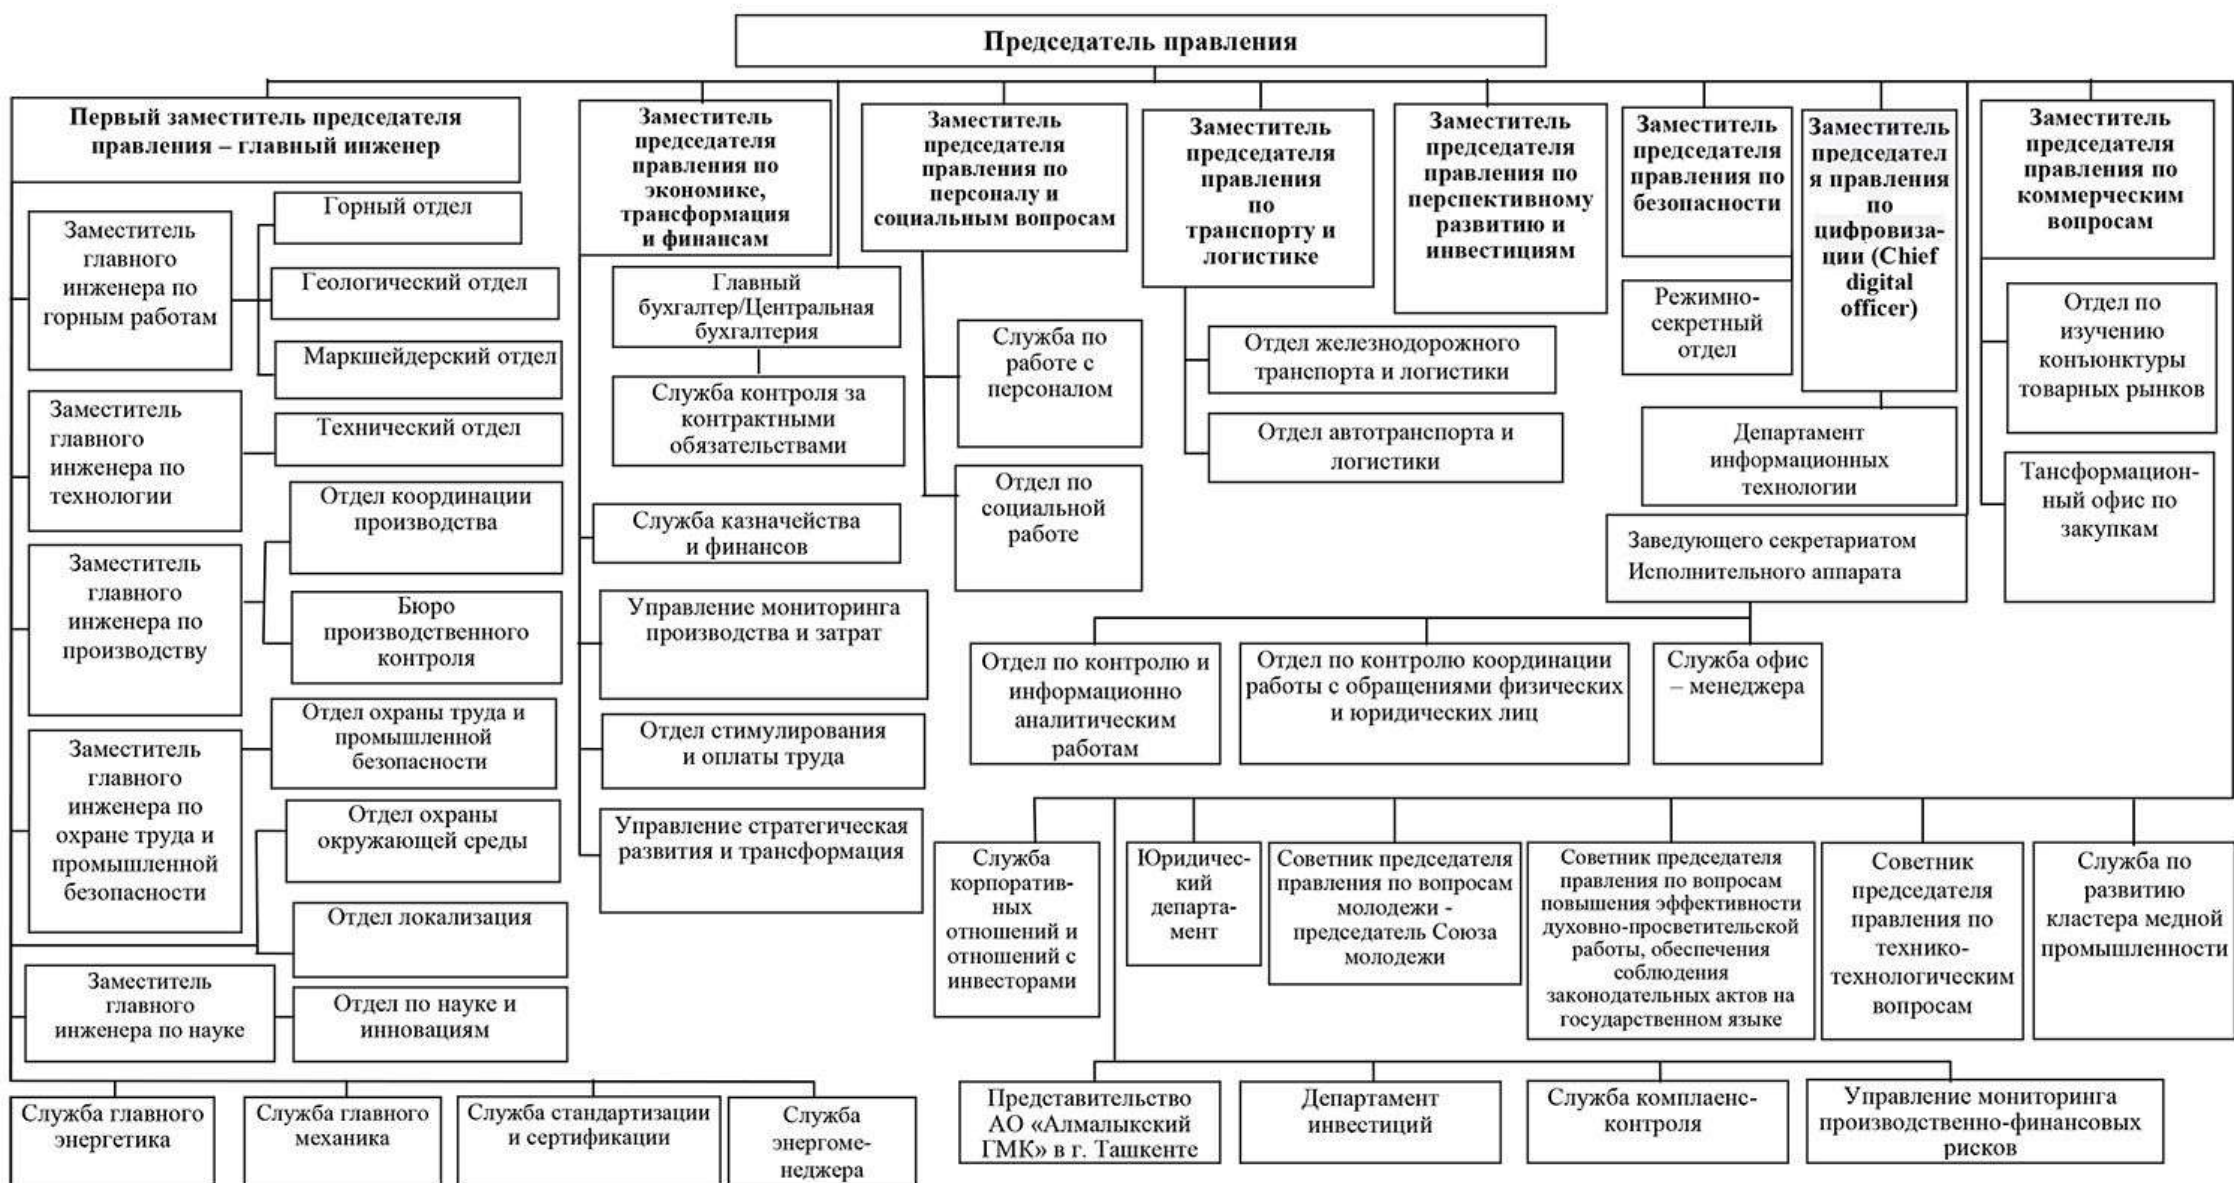 Председатель правления
Первый заместитель председателя
правления – главный инженер
Заместитель
главного
инженера по
горным работам
Горный отдел
Геологический отдел
Маркшейдерский отдел
Заместитель
главного
инженера по
технологии
Технический отдел
Заместитель
главного
инженера по
производству
Отдел координации
производства
Бюро
производственного
контроля
Заместитель
главного
инженера по
охране труда и
промышленной
безопасности
Отдел охраны труда и
промышленной
безопасности
Отдел охраны
окружающей среды
Отдел локализация
Заместитель
главного
инженера по науке
Отдел по науке и
инновациям
Служба главного
энергетика
Служба главного
механика
Служба стандартизации
и сертификации
Служба
энергоме-
неджера
Заместитель
председателя
правления по
экономике,
трансформация
и финансам
Главный
бухгалтер/Центральная
бухгалтерия
Служба контроля за
контрактными
обязательствами
Служба казначейства
и финансов
Управление мониторинга
производства и затрат
Отдел стимулирования
и оплаты труда
Управление стратегическая
развития и трансформация
Заместитель
председателя
правления по
персоналу и
социальным вопросам
Служба по
работе с
персоналом
Отдел по
социальной
работе
Заместитель
председателя
правления
по
транспорту и
логистике
Отдел железнодорожного
транспорта и логистики
Отдел автотранспорта и
логистики
Заместитель
председателя
правления по
перспективному
развитию и
инвестициям
Заместитель
председателя
правления по
безопасности
Режимно-
секретный
отдел
Заместитель
председател
я правления
по
цифровиза-
ции (Chief
digital
officer)
Департамент
информационных
технологии
Заместитель
председателя
правления по
коммерческим
вопросам
Отдел по
изучению
конъюнктуры
товарных рынков
Тансформацион-
ный офис по
закупкам
Заведующего секретариатом
Исполнительного аппарата
Отдел по контролю и
информационно
аналитическим
работам
Отдел по контролю координации
работы с обращениями физических
и юридических лиц
Служба офис
– менеджера
Служба
корпоратив-
ных
отношений и
отношений с
инвесторами
Юридичес-
кий
департа-
мент
Советник председателя
правления по вопросам
молодежи -
председатель Союза
молодежи
Советник председателя
правления по вопросам
повышения эффективности
духовно-просветительской
работы, обеспечения
соблюдения
законодательных актов на
государственном языке
Советник
председателя
правления по
технико-
технологическим
вопросам
Служба по
развитию
кластера медной
промышленности
Представительство
АО «Алмалыкский
ГМК» в г. Ташкенте
Департамент
инвестиций
Служба комплаенс-
контроля
Управление мониторинга
производственно-финансовых
рисков